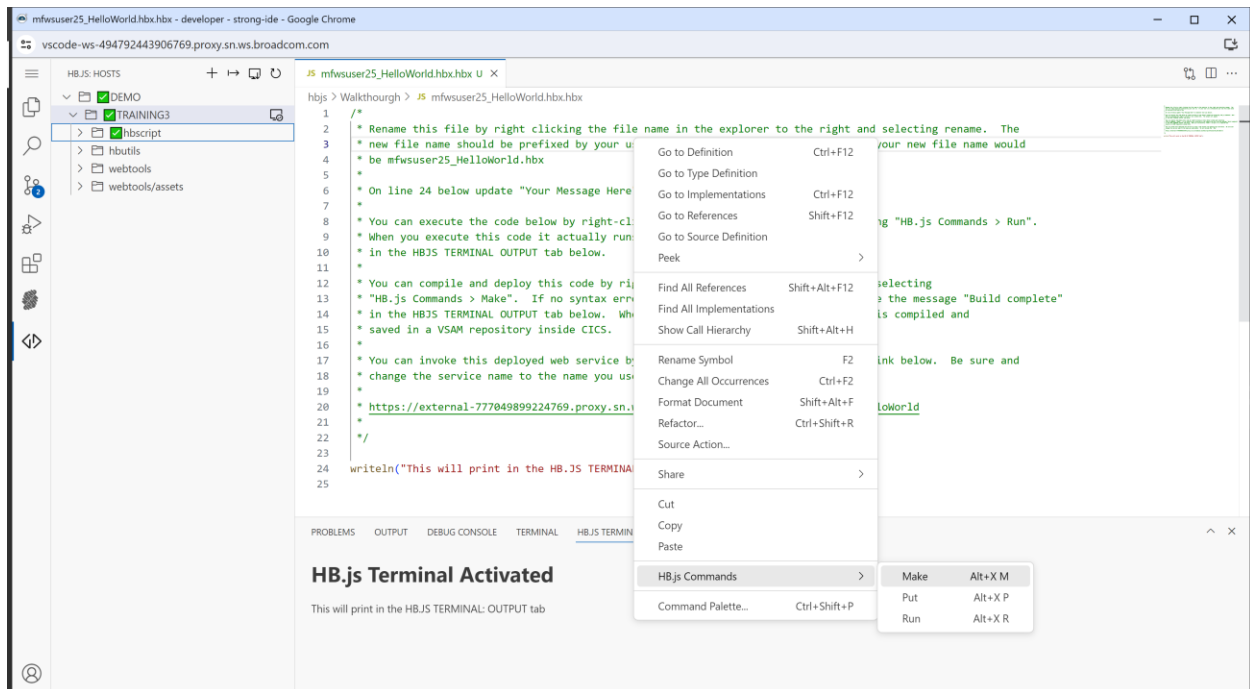 mfwsuser25_HelloWorld.hbx.hbx - developer - strong-ide - Google Chrome
vscode-ws-494792443906769.proxy.sn.ws.broadcom.com
HB.JS: HOSTS
DEMO
TRAINING3
hbscript
hbutils
webtools
webtools/assets
2
JS mfwsuser25_HelloWorld.hbx.hbx U
hbjs > Walkthourgh > JS mfwsuser25_HelloWorld.hbx.hbx
1 /*
2 * Rename this file by right clicking the file name in the explorer to the right and selecting rename. The
3 * new file name should be prefixed by your u your new file name would
4 * be mfwsuser25_HelloWorld.hbx
5 *
6 * On line 24 below update "Your Message Here
7 *
8 * You can execute the code below by right-cl ng "HB.js Commands > Run".
9 * When you execute this code it actually run
10 * in the HBJS TERMINAL OUTPUT tab below.
11 *
12 * You can compile and deploy this code by rig selecting
13 * "HB.js Commands > Make". If no syntax erro e the message "Build complete"
14 * in the HBJS TERMINAL OUTPUT tab below. Whe is compiled and
15 * saved in a VSAM repository inside CICS.
16 *
17 * You can invoke this deployed web service by ink below. Be sure and
18 * change the service name to the name you use
19 *
20 * https://external-777049899224769.proxy.sn.w loWorld
21 *
22 */
23
24 writeln("This will print in the HB.JS TERMINA
25
Go to Definition Ctrl+F12
Go to Type Definition
Go to Implementations Ctrl+F12
Go to References Shift+F12
Go to Source Definition
Peek >
Find All References Shift+Alt+F12
Find All Implementations
Show Call Hierarchy Shift+Alt+H
Rename Symbol F2
Change All Occurrences Ctrl+F2
Format Document Shift+Alt+F
Refactor... Ctrl+Shift+R
Source Action...
Share >
Cut
Copy
Paste
HB.js Commands >
Command Palette... Ctrl+Shift+P
Make Alt+X M
Put Alt+X P
Run Alt+X R
PROBLEMS OUTPUT DEBUG CONSOLE TERMINAL HB.JS TERMIN
HB.js Terminal Activated
This will print in the HB.JS TERMINAL: OUTPUT tab